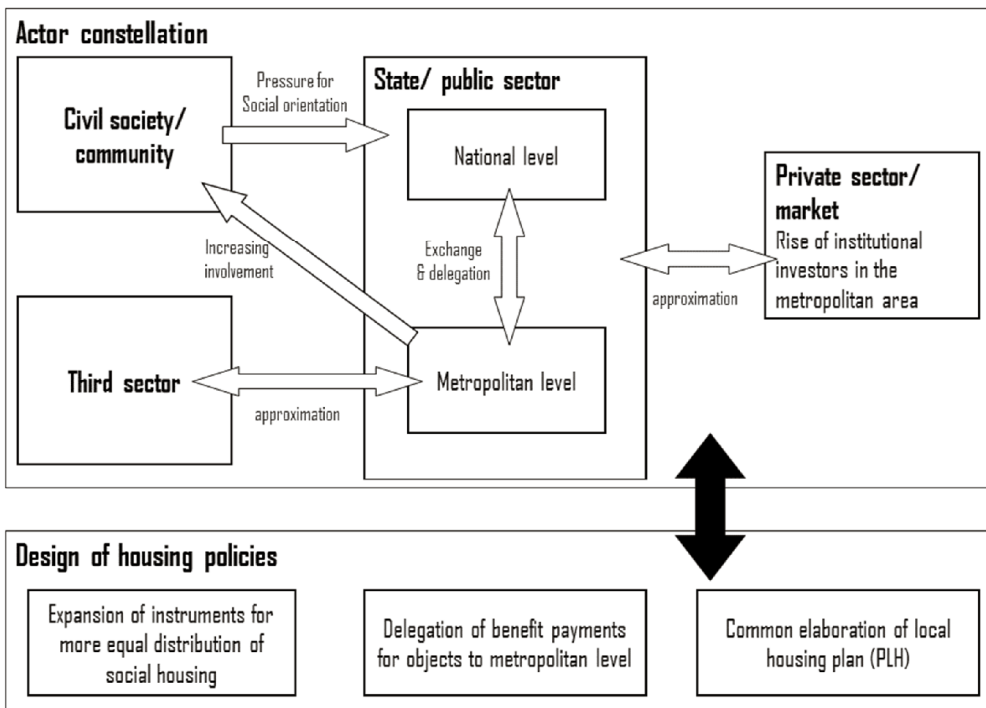 Actor constellation
Civil society/
community
Pressure for
Social orientation
State/ public sector
National level
Private sector/
market
Rise of institutional
investors in the
metropolitan area
Increasing
involvement
Exchange
& delegation
approximation
Third sector
approximation
Metropolitan level
Design of housing policies
Expansion of instruments for
more equal distribution of
social housing
Delegation of benefit payments
for objects to metropolitan level
Common elaboration of local
housing plan (PLH)